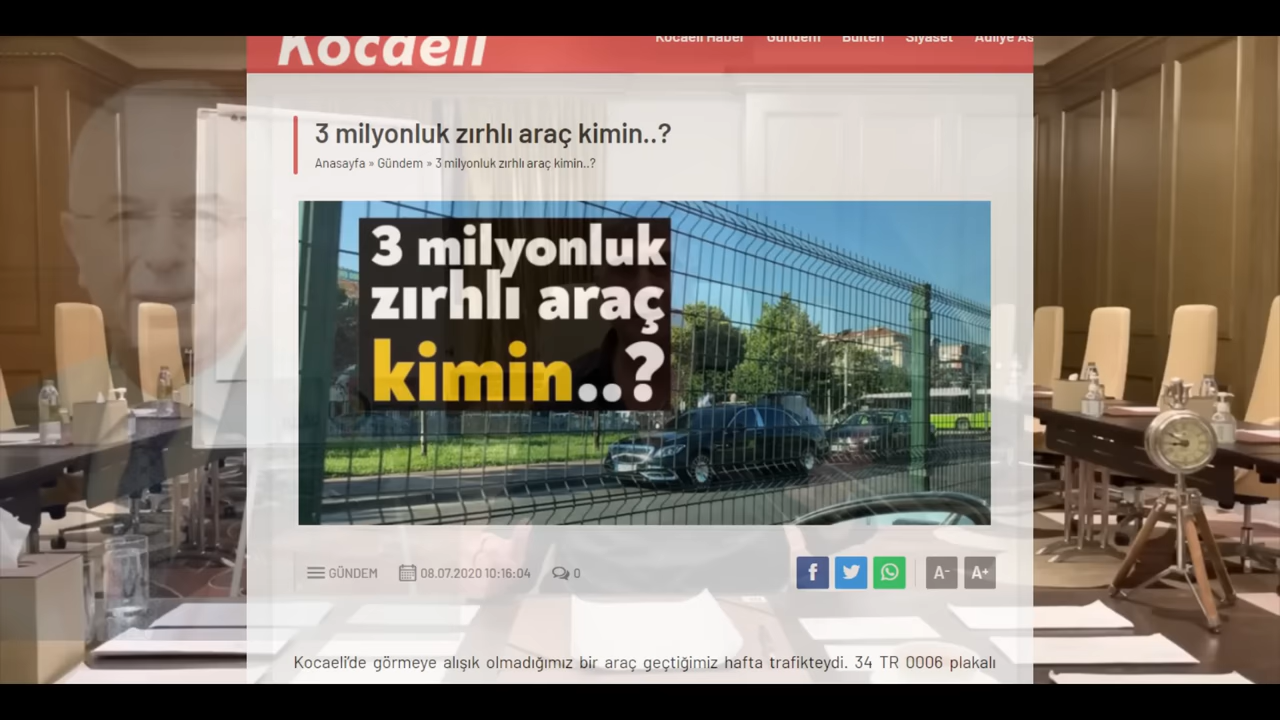 Kocaeli
Kocaeli Haber Gündem Bülten Siyaset Adliye As
3 milyonluk zırhlı araç kimin..?
Anasayfa » Gündem » 3 milyonluk zırhlı araç kimin..?
3 milyonluk
zırhlı araç
kimin..?
GÜNDEM 08.07.2020 10:16:04 0
A- A+
Kocaeli’de görmeye alışık olmadığımız bir araç geçtiğimiz hafta trafikteydi. 34 TR 0006 plakalı